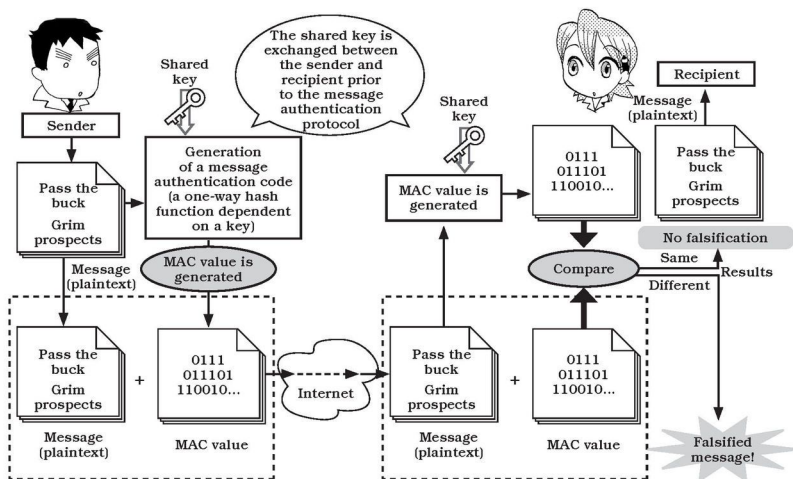 Sender
Shared
key
The shared key is
exchanged between
the sender and
recipient prior
to the message
authentication
protocol
Generation
of a message
authentication code
(a one-way hash
function dependent
on a key)
Pass the
buck
Grim
prospects
Message
(plaintext)
MAC value is
generated
Pass the
buck
Grim
prospects
+
0111
011101
110010...
Message
(plaintext)
MAC value
Internet
Shared
key
MAC value is
generated
0111
011101
110010...
Recipient
Message
(plaintext)
Pass the
buck
Grim
prospects
No falsification
Compare
Same
Results
Different
Pass the
buck
Grim
prospects
+
0111
011101
110010...
Message
(plaintext)
MAC value
Falsified
message!